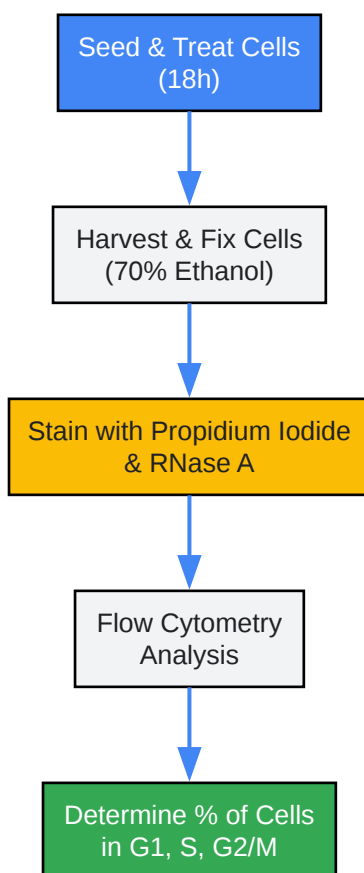 Seed & Treat Cells
(18h)
Harvest & Fix Cells
(70% Ethanol)
Stain with Propidium Iodide
& RNase A
Flow Cytometry
Analysis
Determine % of Cells
in G1, S, G2/M